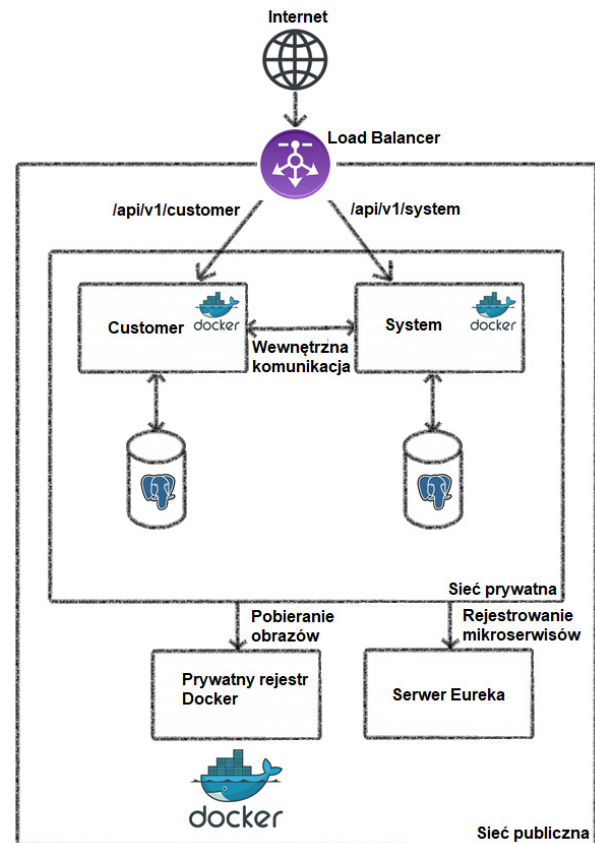 Internet
Load Balancer
/api/v1/customer
/api/v1/system
Customer
docker
System
docker
Wewnętrzna
komunikacja
Sieć prywatna
Pobieranie
obrazów
Rejestrowanie
mikroserwisów
Prywatny rejestr
Docker
Serwer Eureka
docker
Sieć publiczna